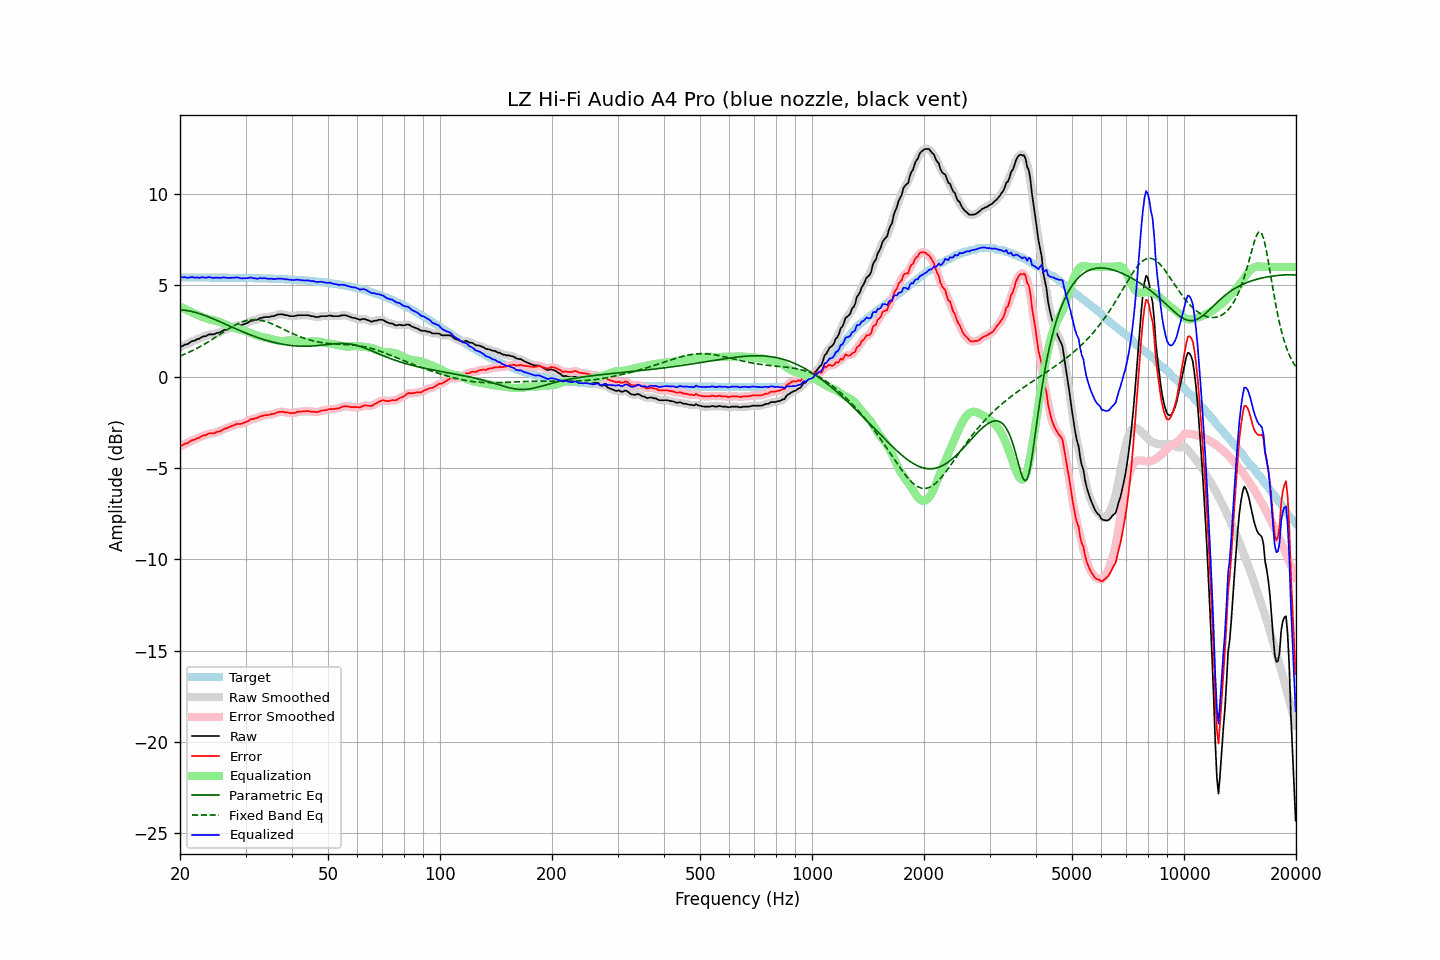 LZ Hi-Fi Audio A4 Pro (blue nozzle, black vent)
Amplitude (dBr)
10
5
0
−5
−10
−15
−20
−25
Target
Raw Smoothed
Error Smoothed
Raw
Error
Equalization
Parametric Eq
Fixed Band Eq
Equalized
20 50 100 200 500 1000 2000 5000 10000 20000
Frequency (Hz)